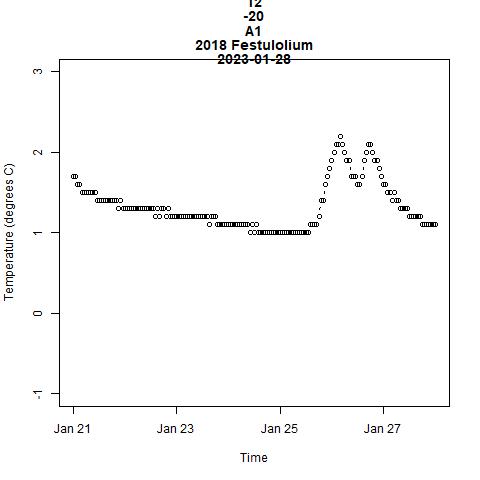 T2
-20
A1
2018 Festulolium
2023-01-28
3
2
1
0
-1
Temperature (degrees C)
Jan 21 Jan 23 Jan 25 Jan 27
Time